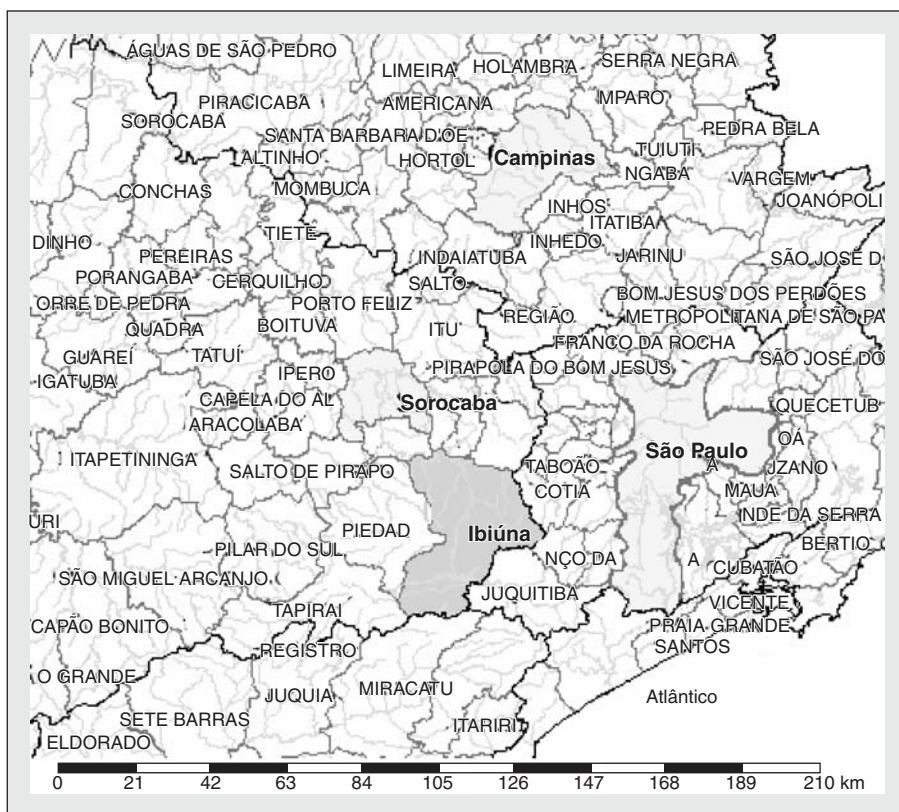 ÁGUAS DE SÃO PEDRO
LIMEIRA
HOLAMBRA
SERRA NEGRA
PIRACICABA
AMERICANA
MPARO
SOROCABA
SANTA BARBARA D'OE
PEDRA BELA
ALTINHO
HORTOL
Campinas
TUIUTI
NGABA
CONCHAS
MOMBUCA
VARGEM
JOANÓPOLI
INHOS
ITATIBA
TIETÊ
DINHO
INHEDO
PEREIRAS
INDAIATUBA
JARINU
SÃO JOSÉ D
PORANGABA
CERQUILHO
SALTO
ORRE DE PEDRA
PORTO FELIZ
BOM JESUS DOS PERDÕES
QUADRA
BOITUVA
ITU
REGIÃO
METROPOLITANA DE SÃO PA
GUAREÍ
TATUÍ
FRANCO DA ROCHA
IPERO
PIRAPOLA DO BOM JESUS
SÃO JOSÉ DO
IGATUBA
CAPELA DO AL
Sorocaba
QUECETUB
ARACOLABA
OÁ
ITAPETININGA
São Paulo
SALTO DE PIRAPO
TABOÃO
A
JZANO
COTIA
MAUA
URI
PIEDAD
Ibiúna
INDE DA SERRA
PILAR DO SUL
NÇO DA
A
BERTIO
SÃO MIGUEL ARCANJO
CUBATÃO
JUQUITIBA
TAPIRAI
VICENTE
CAPÃO BONITO
PRAIA GRANDE
REGISTRO
SANTOS
O GRANDE
JUQUIA
MIRACATU
Atlântico
SETE BARRAS
ITARIRI
ELDORADO
0 21 42 63 84 105 126 147 168 189 210 km